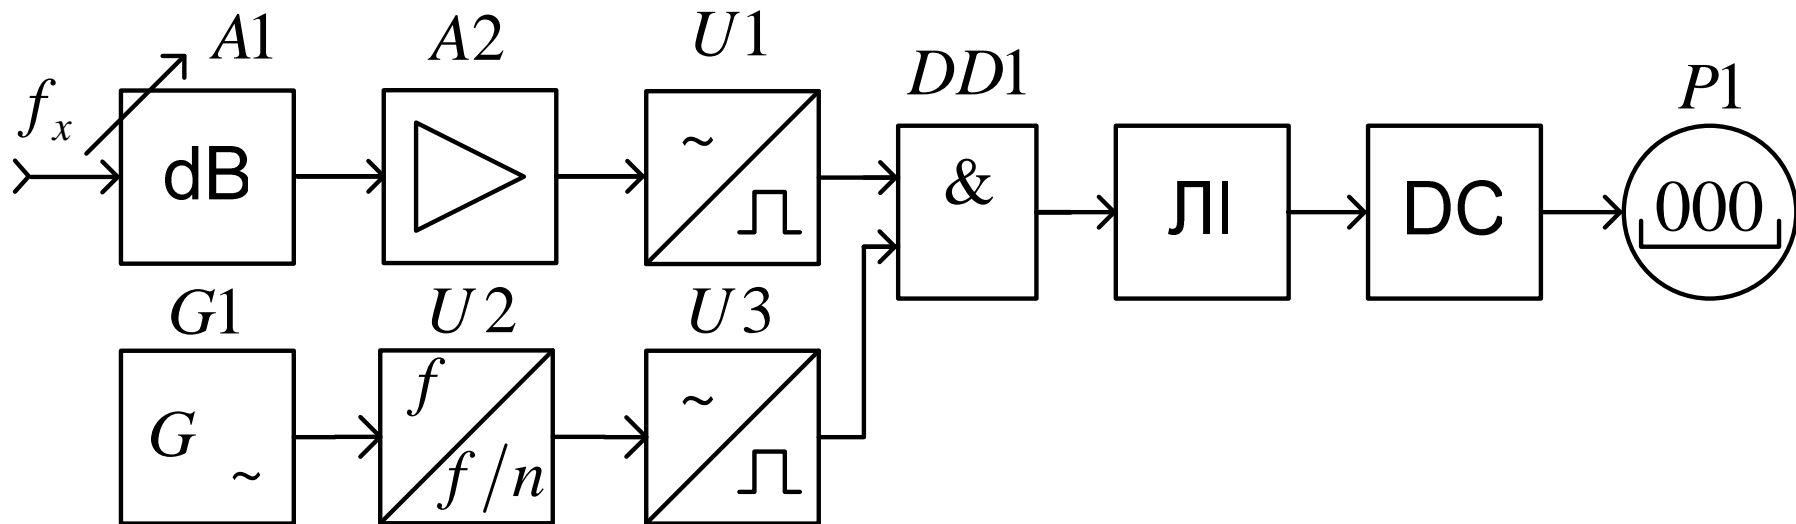 A1 A2 U1
DD1 P1
f_x
dB ~ & ЛІ DC 000
G1 U2 U3
f ~
G ~ f/n